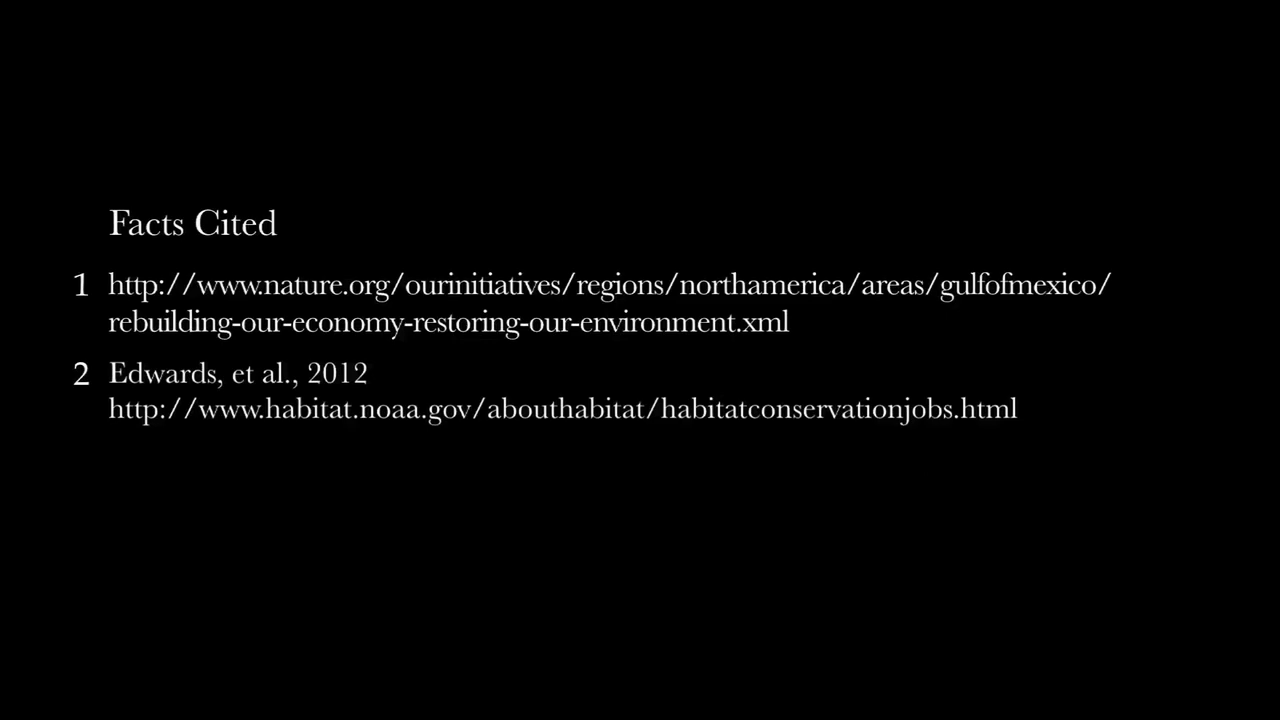 Facts Cited
1 http://www.nature.org/ourinitiatives/regions/northamerica/areas/gulfofmexico/
rebuilding-our-economy-restoring-our-environment.xml
2 Edwards, et al., 2012
http://www.habitat.noaa.gov/abouthabitat/habitatconservationjobs.html